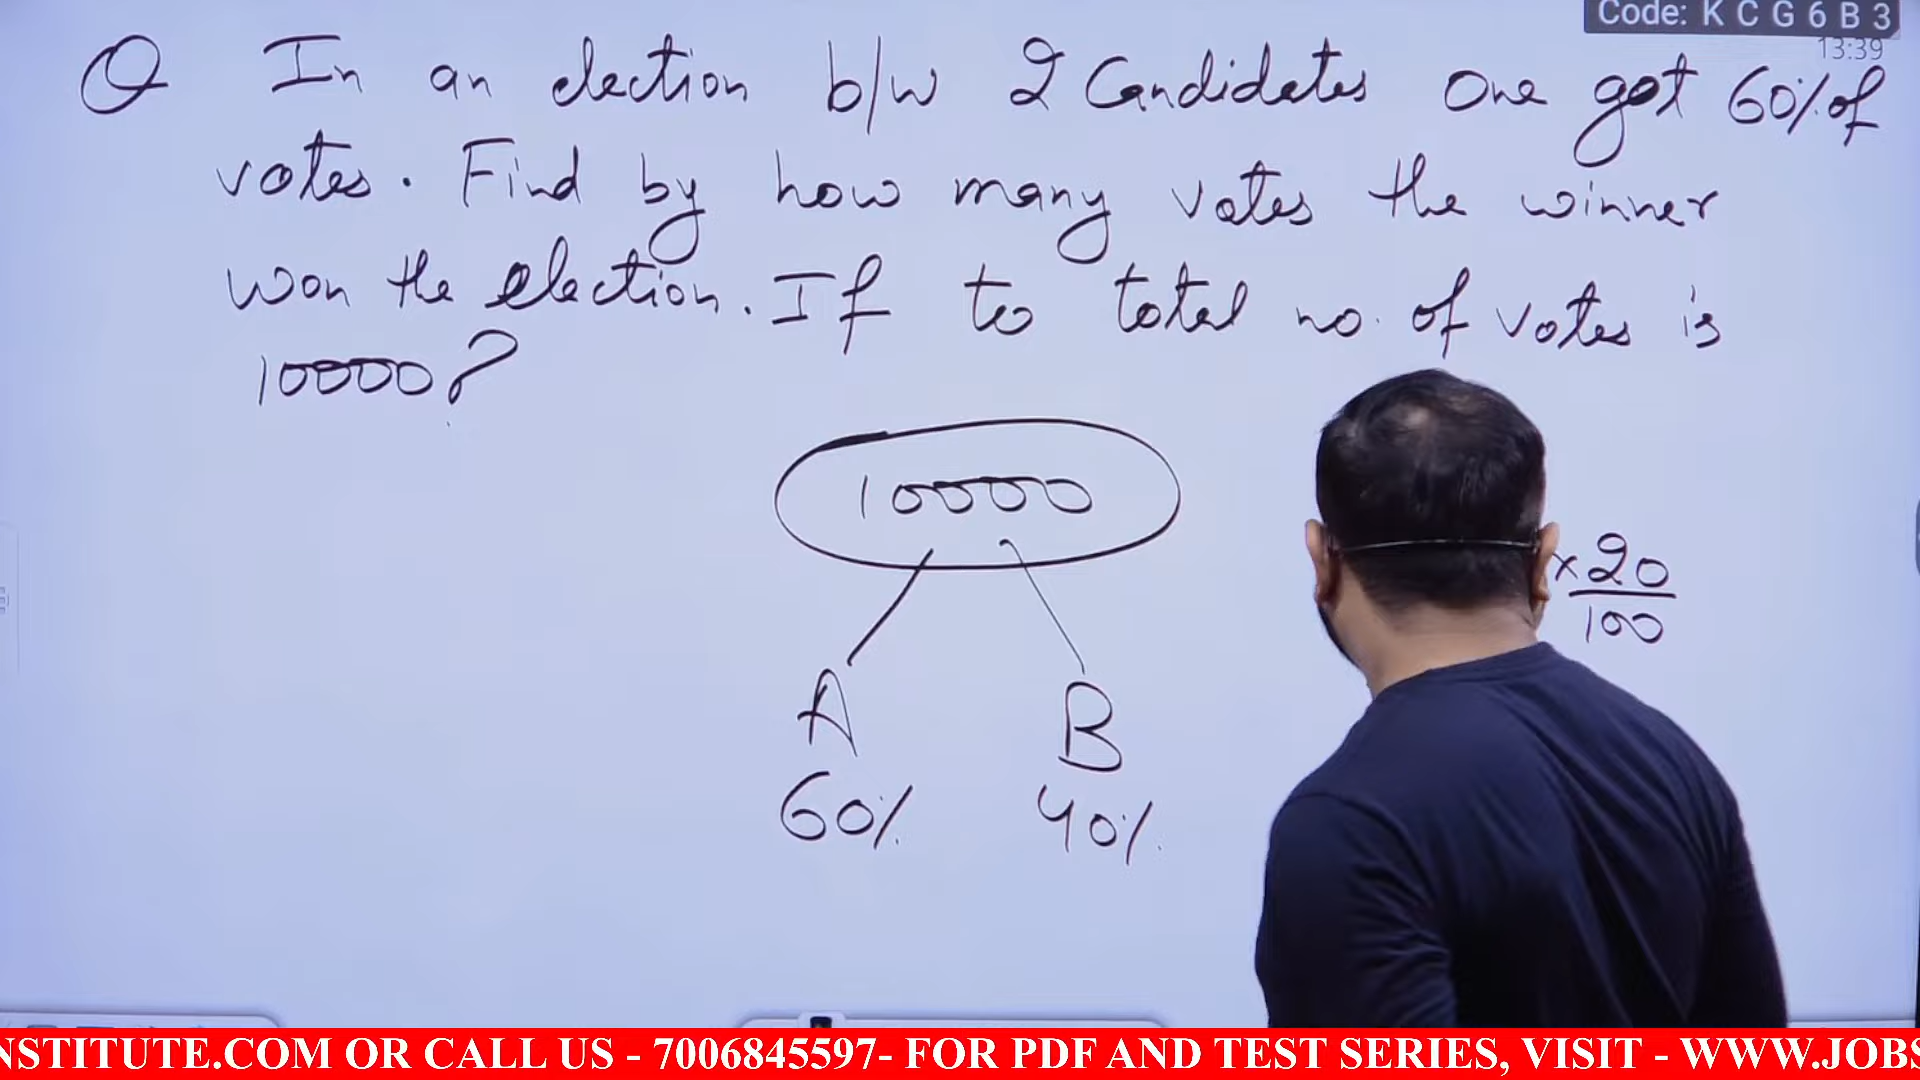 Code: K C G 6 B 3
13:39
Q In an election b/w 2 Candidates one got 60% of
votes. Find by how many votes the winner
won the election. If to total no. of votes is
10000?
10000
× 20
100
A B
60% 40%
NSTITUTE.COM OR CALL US - 7006845597- FOR PDF AND TEST SERIES, VISIT - WWW.JOBS